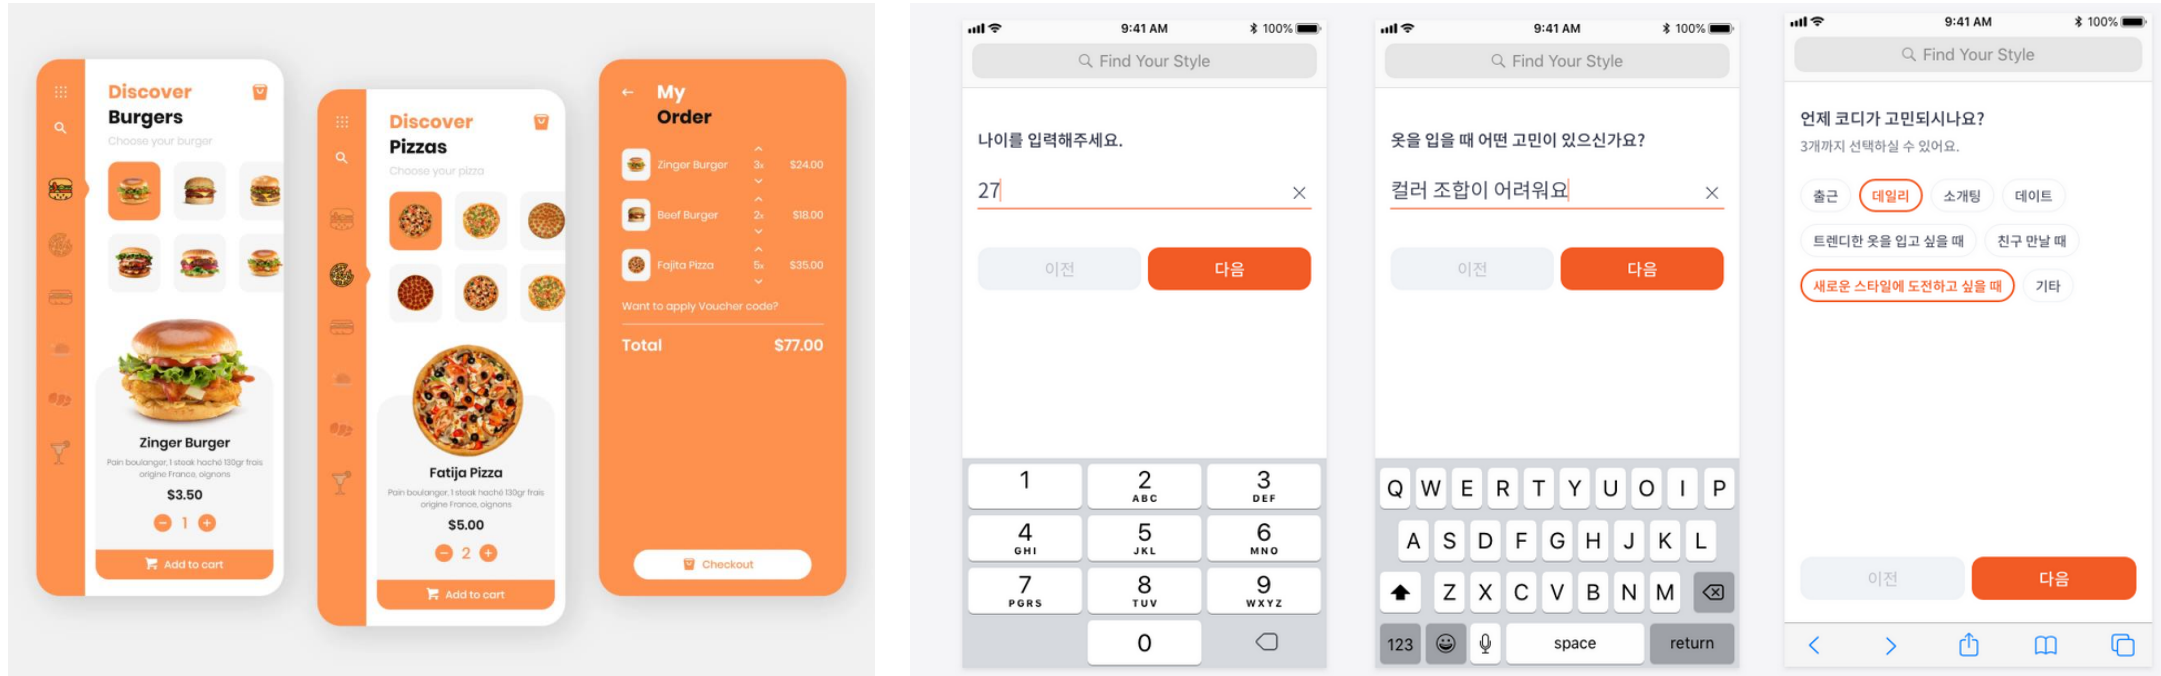 Discover
Burgers
Choose your burger
Zinger Burger
Pain boulanger, 1 steak haché 130gr frais
origine France, oignons
$3.50
1
Add to cart
Discover
Pizzas
Choose your pizza
Fatija Pizza
Pain boulanger, 1 steak haché 130gr frais
origine France, oignons
$5.00
2
Add to cart
My
Order
Zinger Burger 3x $24.00
Beef Burger 2x $18.00
Fajita Pizza 5x $35.00
Want to apply Voucher code?
Total $77.00
Checkout
9:41 AM 100%
Find Your Style
나이를 입력해주세요.
27
이전 다음
1 2 ABC 3 DEF
4 GHI 5 JKL 6 MNO
7 PGRS 8 TUV 9 WXYZ
0
9:41 AM 100%
Find Your Style
옷을 입을 때 어떤 고민이 있으신가요?
컬러 조합이 어려워요
이전 다음
Q W E R T Y U O I P
A S D F G H J K L
Z X C V B N M
123 space return
9:41 AM 100%
Find Your Style
언제 코디가 고민되시나요?
3개까지 선택하실 수 있어요.
출근 데일리 소개팅 데이트
트렌디한 옷을 입고 싶을 때 친구 만날 때
새로운 스타일에 도전하고 싶을 때 기타
이전 다음